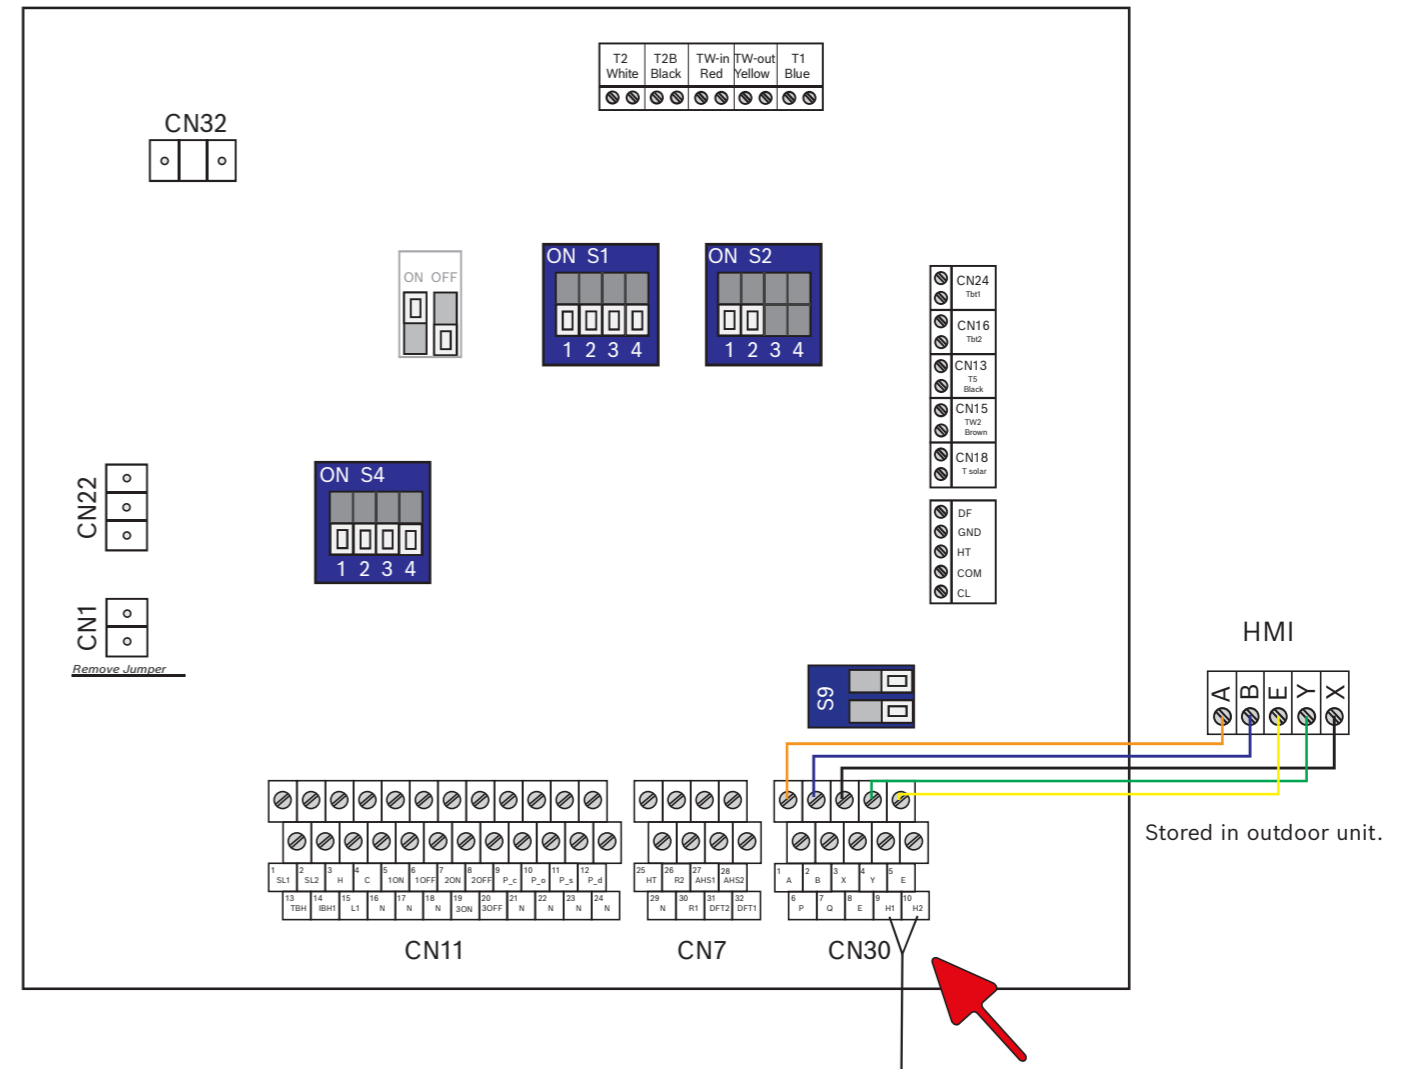 T2 T2B TW-in TW-out T1
White Black Red Yellow Blue
CN32
ON OFF
ON S1
1 2 3 4
ON S2
1 2 3 4
CN24
Tbt1
CN16
Tbt2
CN13
T5
Black
CN15
TW2
Brown
CN18
T solar
ON S4
1 2 3 4
CN22
CN1
Remove Jumper
DF
GND
HT
COM
CL
HMI
A B E Y X
S9
Stored in outdoor unit.
1 SL1 2 SL2 3 H 4 C 5 1ON 6 1OFF 7 2ON 8 2OFF 9 P_c 10 P_o 11 P_s 12 P_d
13 TBH 14 IBH1 15 L1 16 N 17 N 18 N 19 3ON 20 3OFF 21 N 22 N 23 N 24 N
CN11
25 HT 26 R2 27 AHS1 28 AHS2
29 N 30 R1 31 DFT2 32 DFT1
CN7
1 A 2 B 3 X 4 Y 5 E
6 P 7 Q 8 E 9 H1 10 H2
CN30